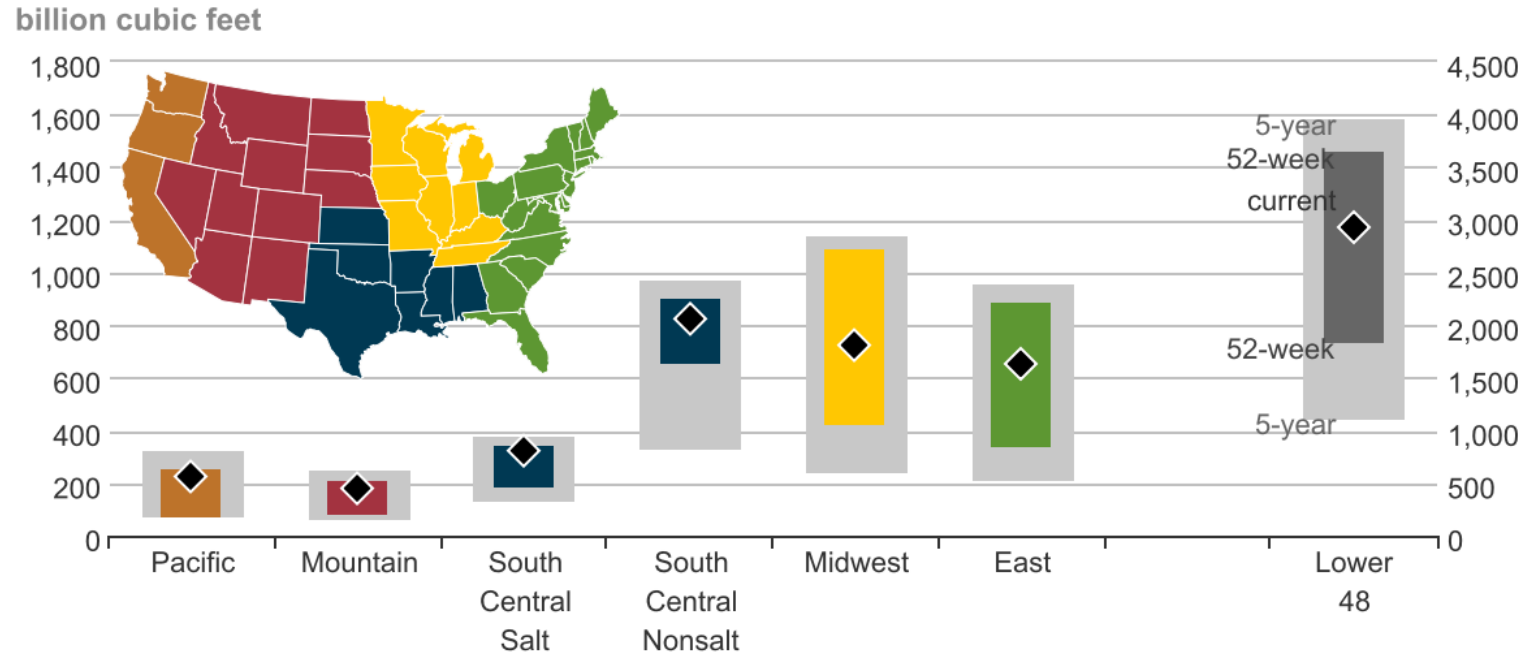 billion cubic feet
1,800
1,600
1,400
1,200
1,000
800
600
400
200
0
4,500
4,000
3,500
3,000
2,500
2,000
1,500
1,000
500
0
5-year
52-week
current
52-week
5-year
Pacific
Mountain
South
Central
Salt
South
Central
Nonsalt
Midwest
East
Lower
48